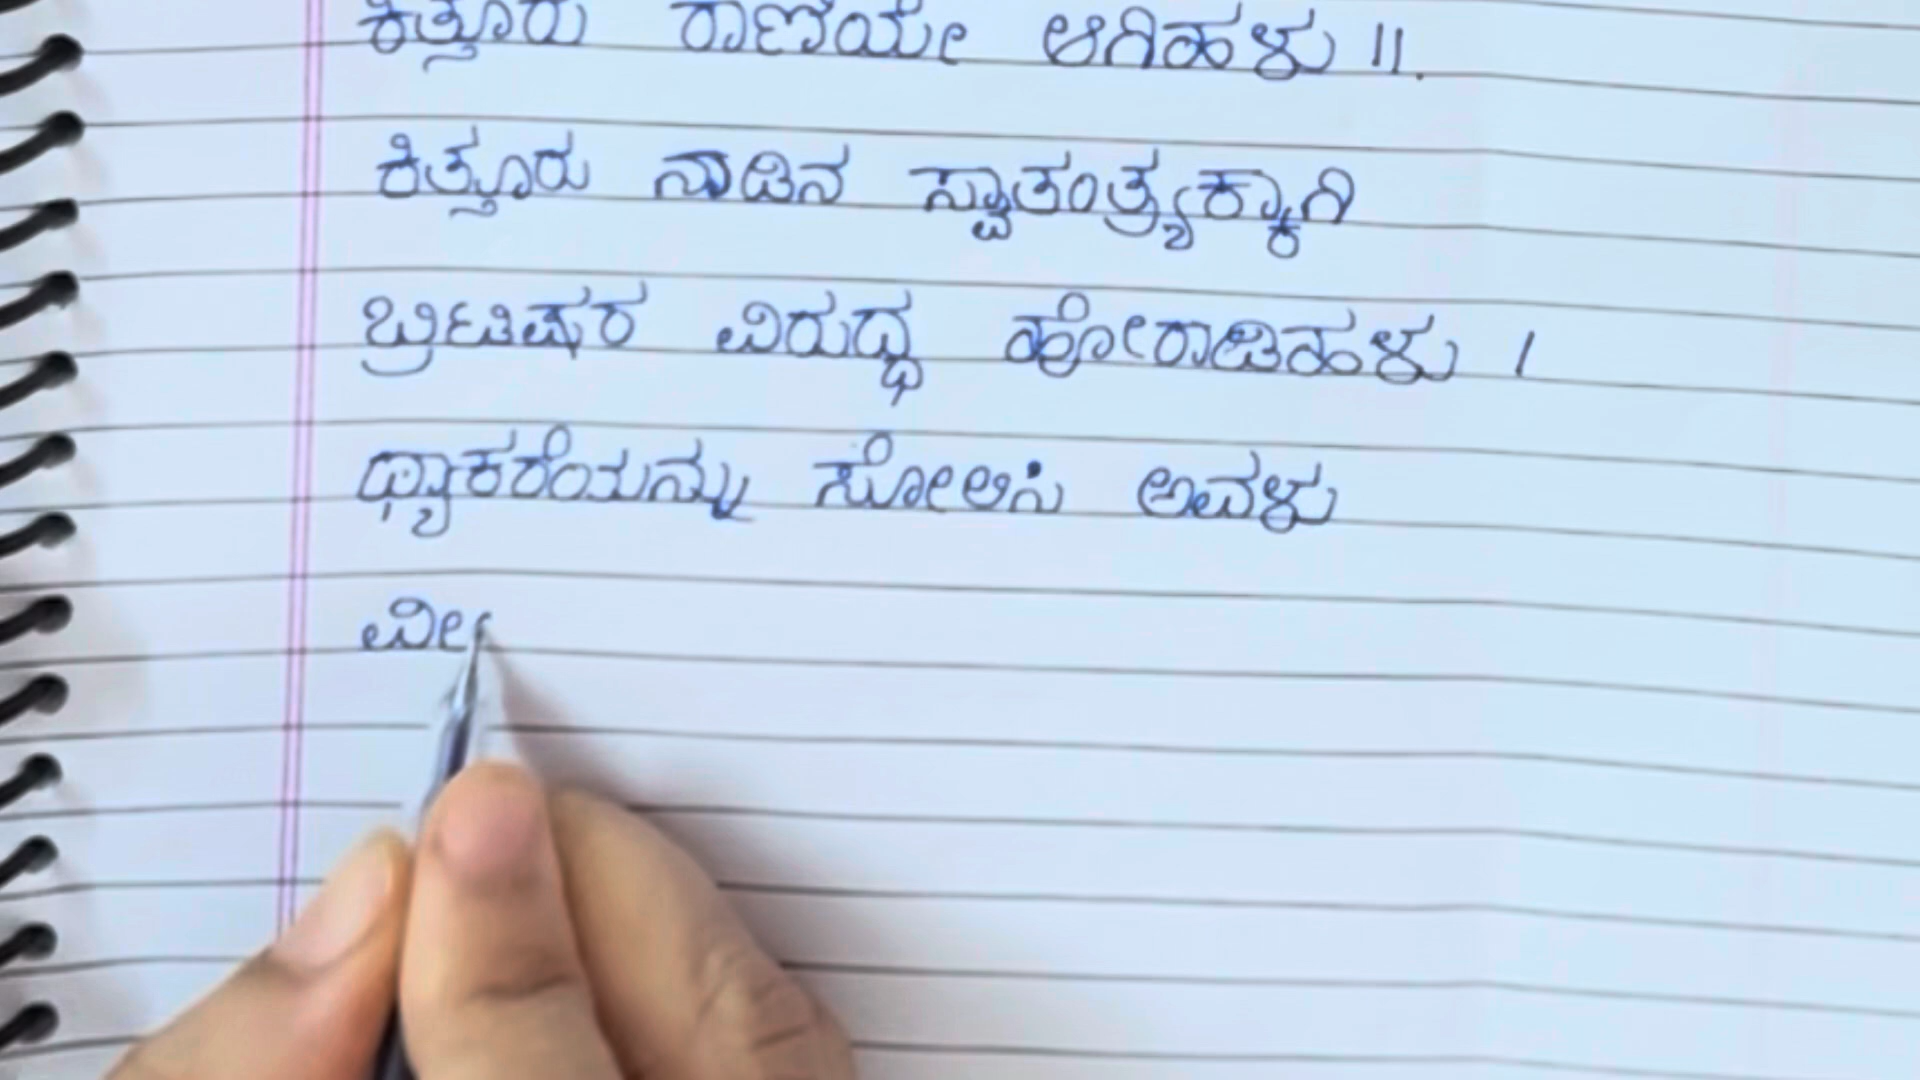 ಕಿತ್ತೂರು ರಾಣಿಯೇ ಆಗಿಹಳು ||.
ಕಿತ್ತೂರು ನಾಡಿನ ಸ್ವಾತಂತ್ರ್ಯಕ್ಕಾಗಿ
ಬ್ರಿಟಿಷರ ವಿರುದ್ಧ ಹೋರಾಡಿಹಳು |
ಥ್ಯಾಕರೆಯನ್ನು ಸೋಲಿಸಿ ಅವಳು
ವೀ